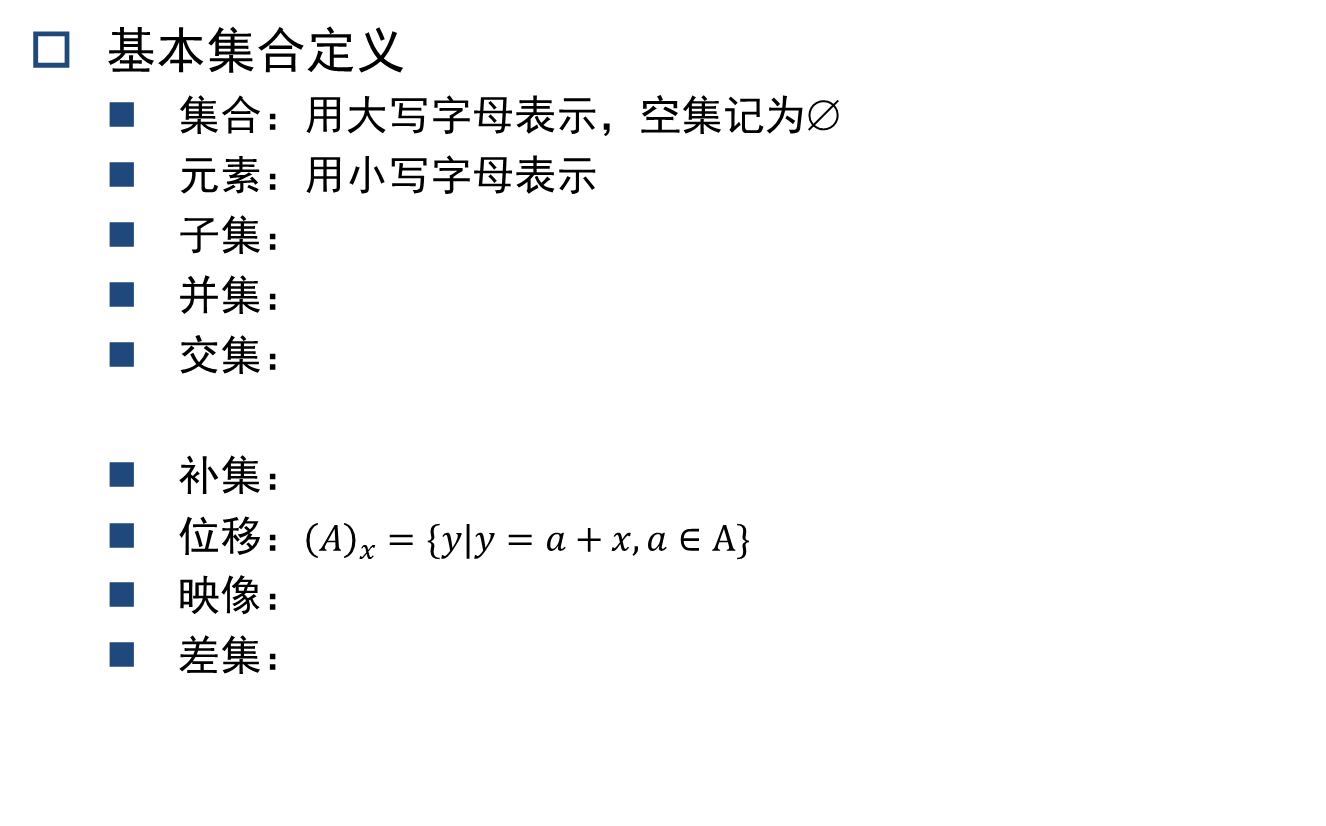 基本集合定义
集合：用大写字母表示，空集记为∅
元素：用小写字母表示
子集：
并集：
交集：
补集：
位移：(A)ₓ = {y|y = a + x, a ∈ A}
映像：
差集：